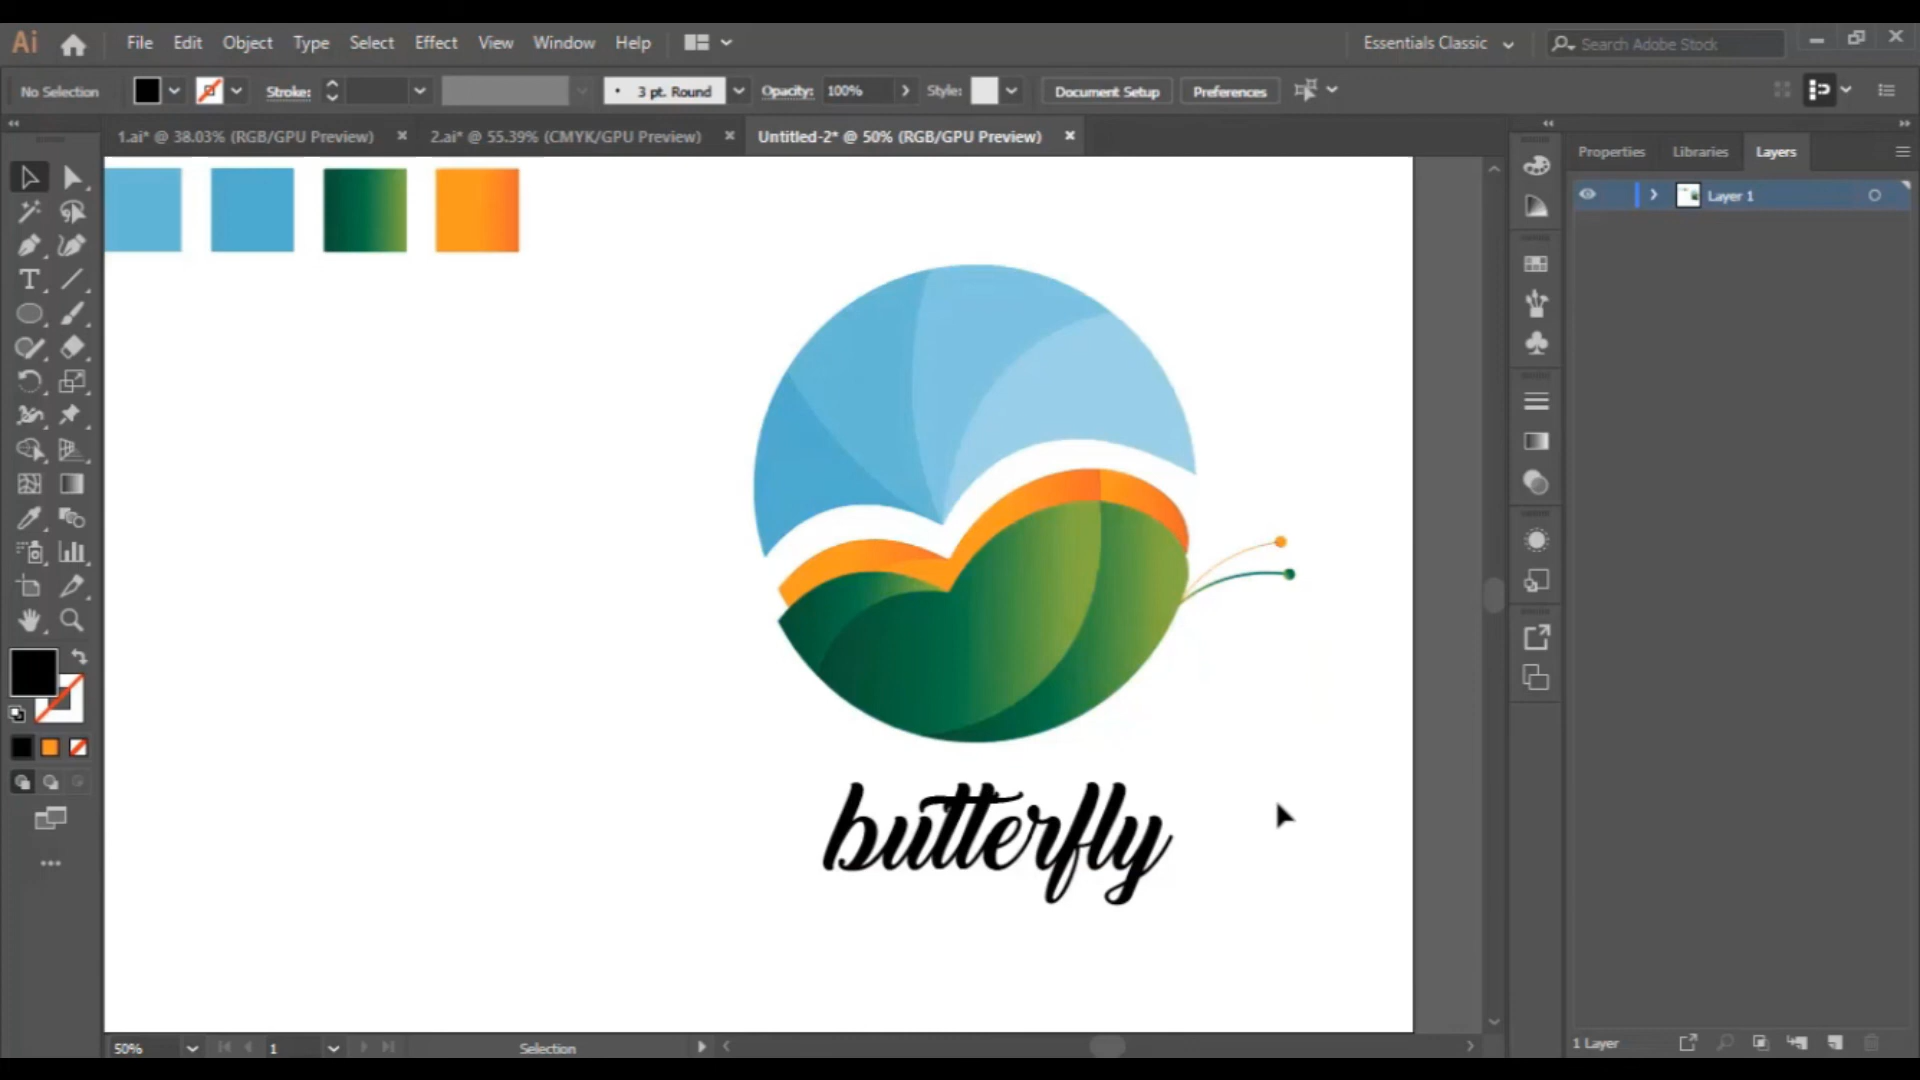 Ai File Edit Object Type Select Effect View Window Help Essentials Classic Search Adobe Stock
No Selection Stroke: 3 pt. Round Opacity: 100% Style: Document Setup Preferences
1.ai* @ 38.03% (RGB/GPU Preview) 2.ai* @ 55.39% (CMYK/GPU Preview) Untitled-2* @ 50% (RGB/GPU Preview)
Properties Libraries Layers
Layer 1
butterfly
50% 1 Selection 1 Layer